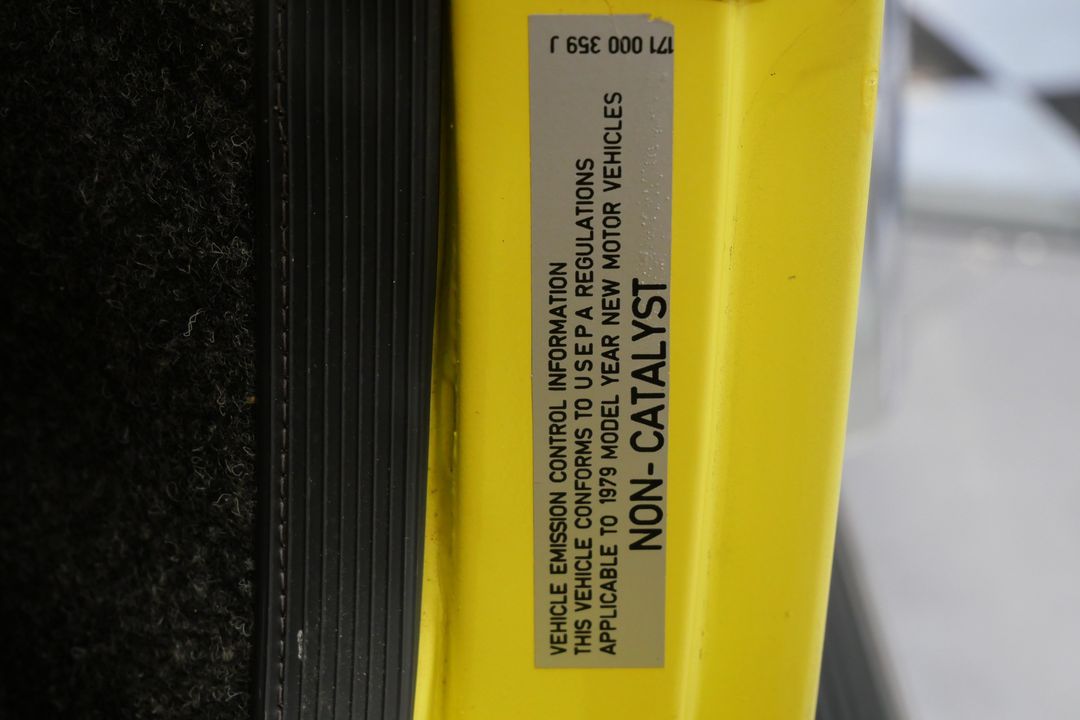 VEHICLE EMISSION CONTROL INFORMATION
THIS VEHICLE CONFORMS TO U S E P A REGULATIONS
APPLICABLE TO 1979 MODEL YEAR NEW MOTOR VEHICLES
NON-CATALYST
171 000 359 J